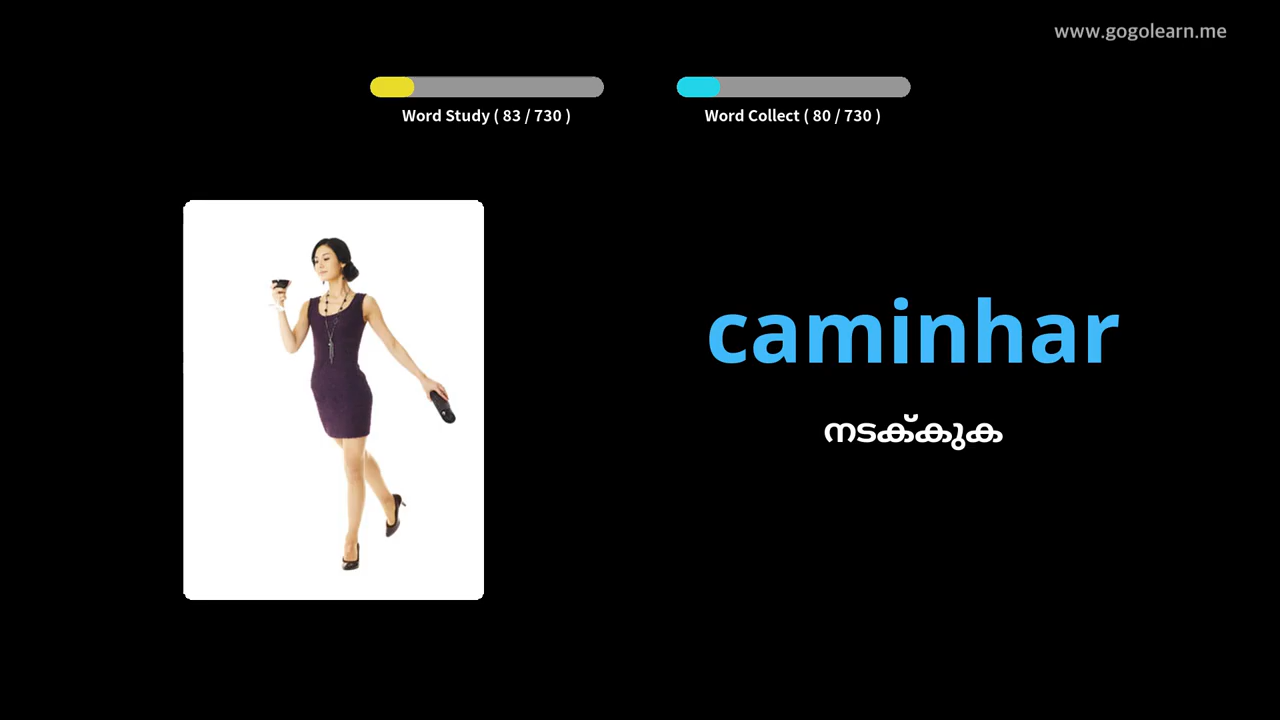 www.gogolearn.me
Word Study ( 83 / 730 )
Word Collect ( 80 / 730 )
caminhar
നടക്കുക